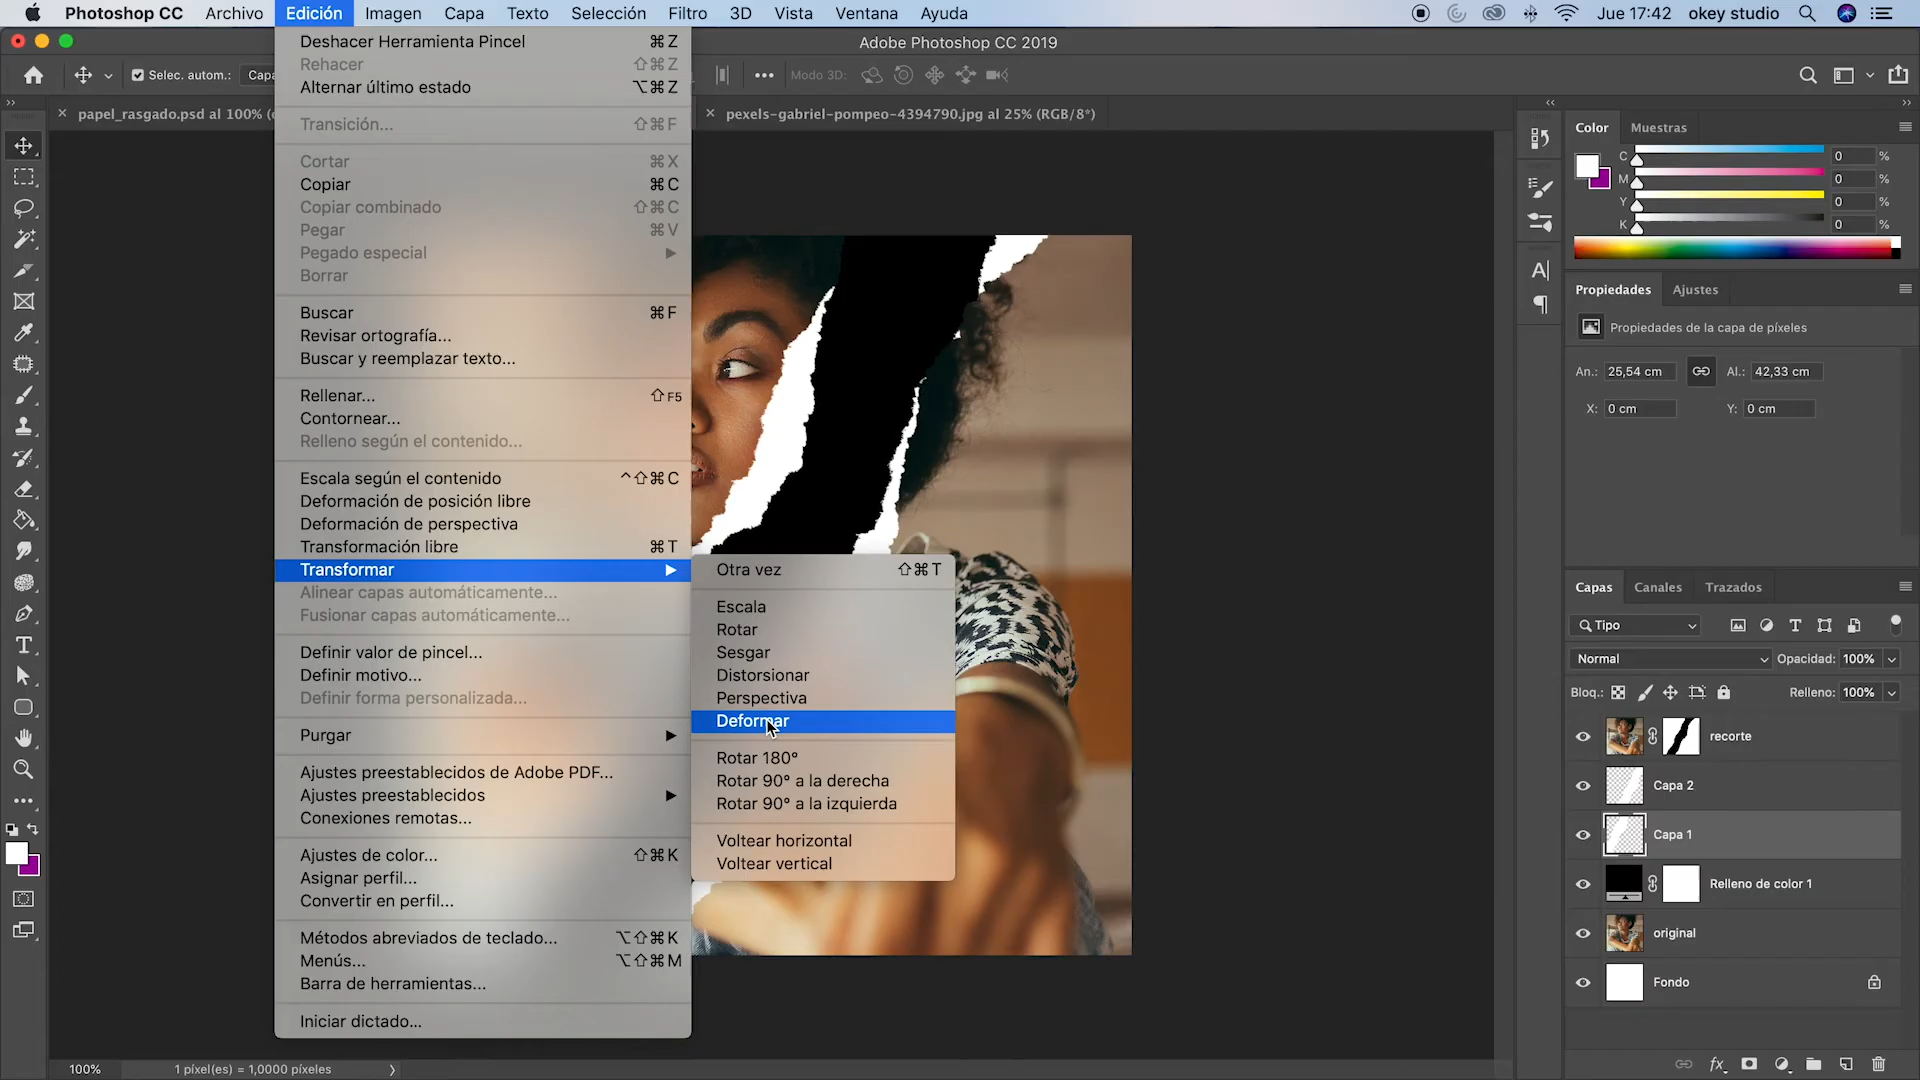 Photoshop CC Archivo Edición Imagen Capa Texto Selección Filtro 3D Vista Ventana Ayuda Jue 17:42 okey studio
Adobe Photoshop CC 2019
Selec. autom.: Capa
Modo 3D:
papel_rasgado.psd al 100% (
pexels-gabriel-pompeo-4394790.jpg al 25% (RGB/8*)
Deshacer Herramienta Pincel ⌘Z
Rehacer ⇧⌘Z
Alternar último estado ⌥⌘Z
Transición... ⇧⌘F
Cortar ⌘X
Copiar ⌘C
Copiar combinado ⇧⌘C
Pegar ⌘V
Pegado especial
Borrar
Buscar ⌘F
Revisar ortografía...
Buscar y reemplazar texto...
Rellenar... ⇧F5
Contornear...
Relleno según el contenido...
Escala según el contenido ^⇧⌘C
Deformación de posición libre
Deformación de perspectiva
Transformación libre ⌘T
Transformar
Alinear capas automáticamente...
Fusionar capas automáticamente...
Definir valor de pincel...
Definir motivo...
Definir forma personalizada...
Purgar
Ajustes preestablecidos de Adobe PDF...
Ajustes preestablecidos
Conexiones remotas...
Ajustes de color... ⇧⌘K
Asignar perfil...
Convertir en perfil...
Métodos abreviados de teclado... ⌥⇧⌘K
Menús... ⌥⇧⌘M
Barra de herramientas...
Iniciar dictado...
Otra vez ⇧⌘T
Escala
Rotar
Sesgar
Distorsionar
Perspectiva
Deformar
Rotar 180°
Rotar 90° a la derecha
Rotar 90° a la izquierda
Voltear horizontal
Voltear vertical
Color Muestras
C 0 %
M 0 %
Y 0 %
K 0 %
Propiedades Ajustes
Propiedades de la capa de píxeles
An.: 25,54 cm Al.: 42,33 cm
X: 0 cm Y: 0 cm
Capas Canales Trazados
Tipo
Normal Opacidad: 100%
Bloq.: Relleno: 100%
recorte
Capa 2
Capa 1
Relleno de color 1
original
Fondo
fx
100% 1 píxel(es) = 1,0000 píxeles